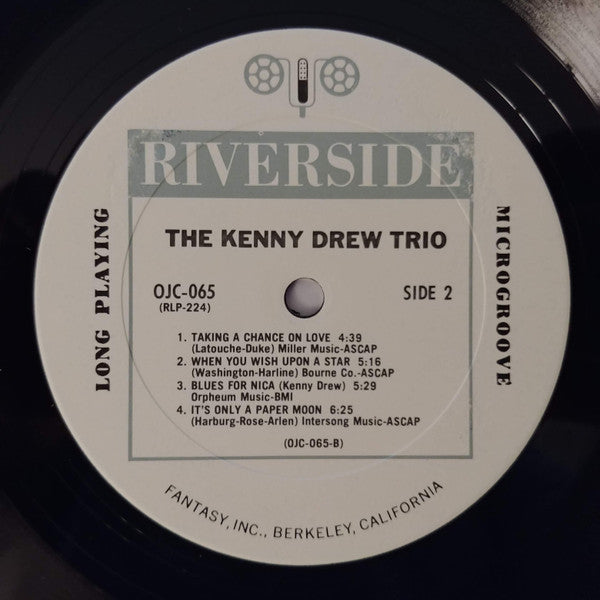 RIVERSIDE
THE KENNY DREW TRIO
LONG PLAYING
MICROGROOVE
OJC-065
(RLP-224)
SIDE 2
1. TAKING A CHANCE ON LOVE 4:39
(Latouche-Duke) Miller Music-ASCAP
2. WHEN YOU WISH UPON A STAR 5:16
(Washington-Harline) Bourne Co.-ASCAP
3. BLUES FOR NICA (Kenny Drew) 5:29
Orpheum Music-BMI
4. IT'S ONLY A PAPER MOON 6:25
(Harburg-Rose-Arlen) Intersong Music-ASCAP
(OJC-065-B)
FANTASY, INC., BERKELEY, CALIFORNIA